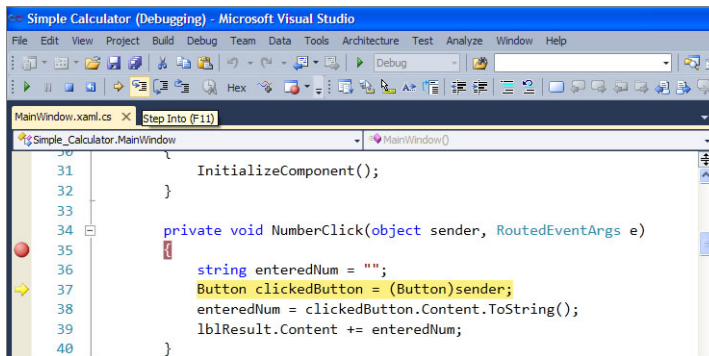 Simple Calculator (Debugging) - Microsoft Visual Studio
File Edit View Project Build Debug Team Data Tools Architecture Test Analyze Window Help
Debug
Hex
MainWindow.xaml.cs × Step Into (F11)
Simple_Calculator.MainWindow MainWindow()
30 {
31 InitializeComponent();
32 }
33
34 private void NumberClick(object sender, RoutedEventArgs e)
35 {
36 string enteredNum = "";
37 Button clickedButton = (Button)sender;
38 enteredNum = clickedButton.Content.ToString();
39 lblResult.Content += enteredNum;
40 }